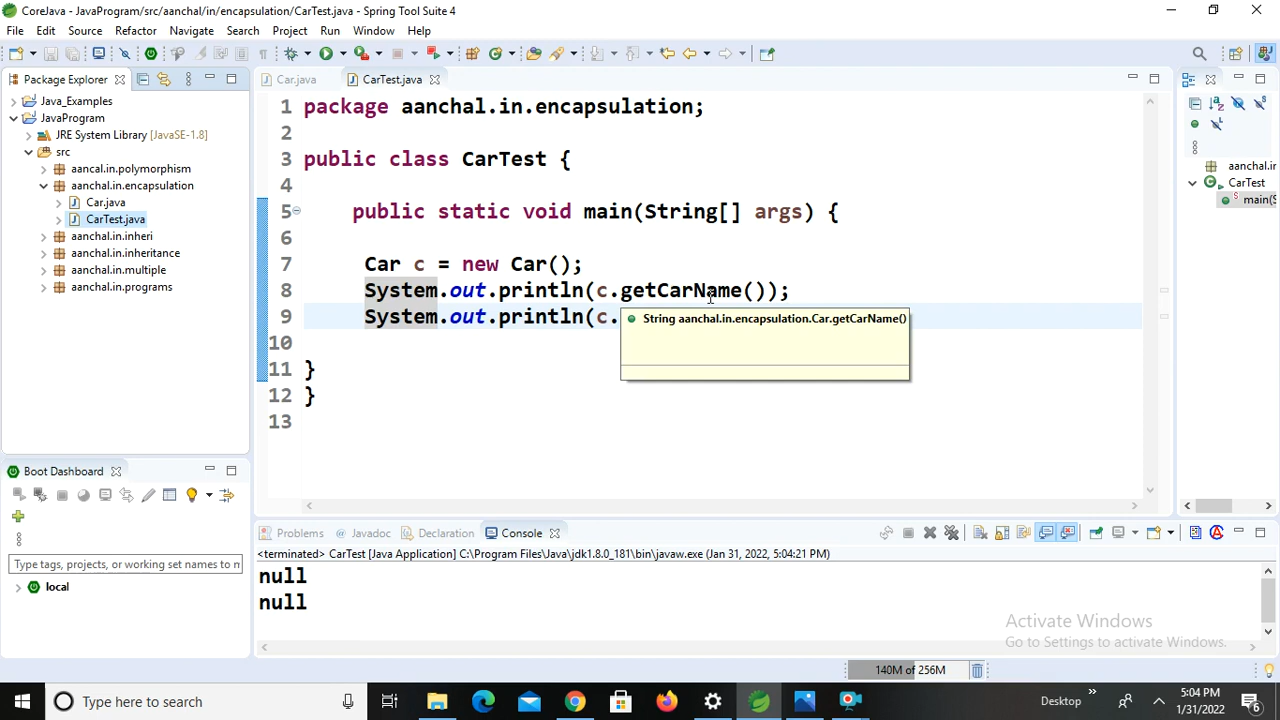 CoreJava - JavaProgram/src/aanchal/in/encapsulation/CarTest.java - Spring Tool Suite 4
File Edit Source Refactor Navigate Search Project Run Window Help
Package Explorer
Java_Examples
JavaProgram
JRE System Library [JavaSE-1.8]
src
aancal.in.polymorphism
aanchal.in.encapsulation
Car.java
CarTest.java
aanchal.in.inheri
aanchal.in.inheritance
aanchal.in.multiple
aanchal.in.programs
Boot Dashboard
Type tags, projects, or working set names to m
local
Car.java CarTest.java
1 package aanchal.in.encapsulation;
2
3 public class CarTest {
4
5 public static void main(String[] args) {
6
7 Car c = new Car();
8 System.out.println(c.getCarName());
9 System.out.println(c.
String aanchal.in.encapsulation.Car.getCarName()
10
11 }
12 }
13
aanchal.in
CarTest
main(S
Problems Javadoc Declaration Console
<terminated> CarTest [Java Application] C:\Program Files\Java\jdk1.8.0_181\bin\javaw.exe (Jan 31, 2022, 5:04:21 PM)
null
null
Activate Windows
Go to Settings to activate Windows.
140M of 256M
Type here to search
Desktop
5:04 PM
1/31/2022
6